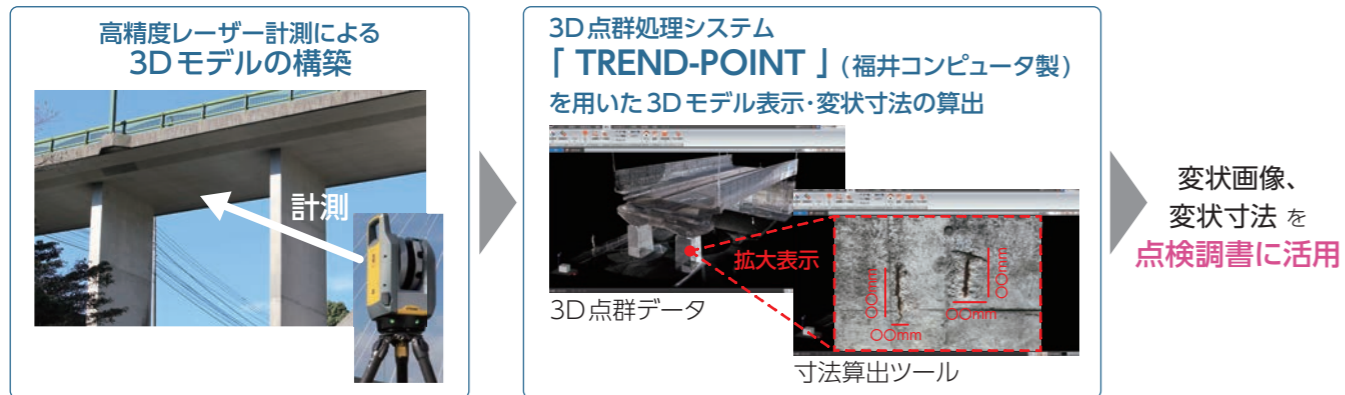 高精度レーザー計測による
3Dモデルの構築
計測
3D点群処理システム
「 TREND-POINT 」(福井コンピュータ製)
を用いた3Dモデル表示・変状寸法の算出
拡大表示
3D点群データ
〇〇mm
〇〇mm
〇〇mm
〇〇mm
寸法算出ツール
変状画像、
変状寸法 を
点検調書に活用